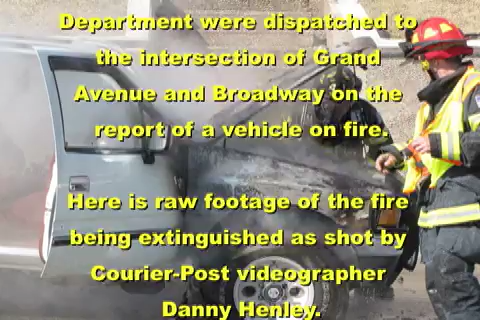 Department were dispatched to
the intersection of Grand
Avenue and Broadway on the
report of a vehicle on fire.
Here is raw footage of the fire
being extinguished as shot by
Courier-Post videographer
Danny Henley.